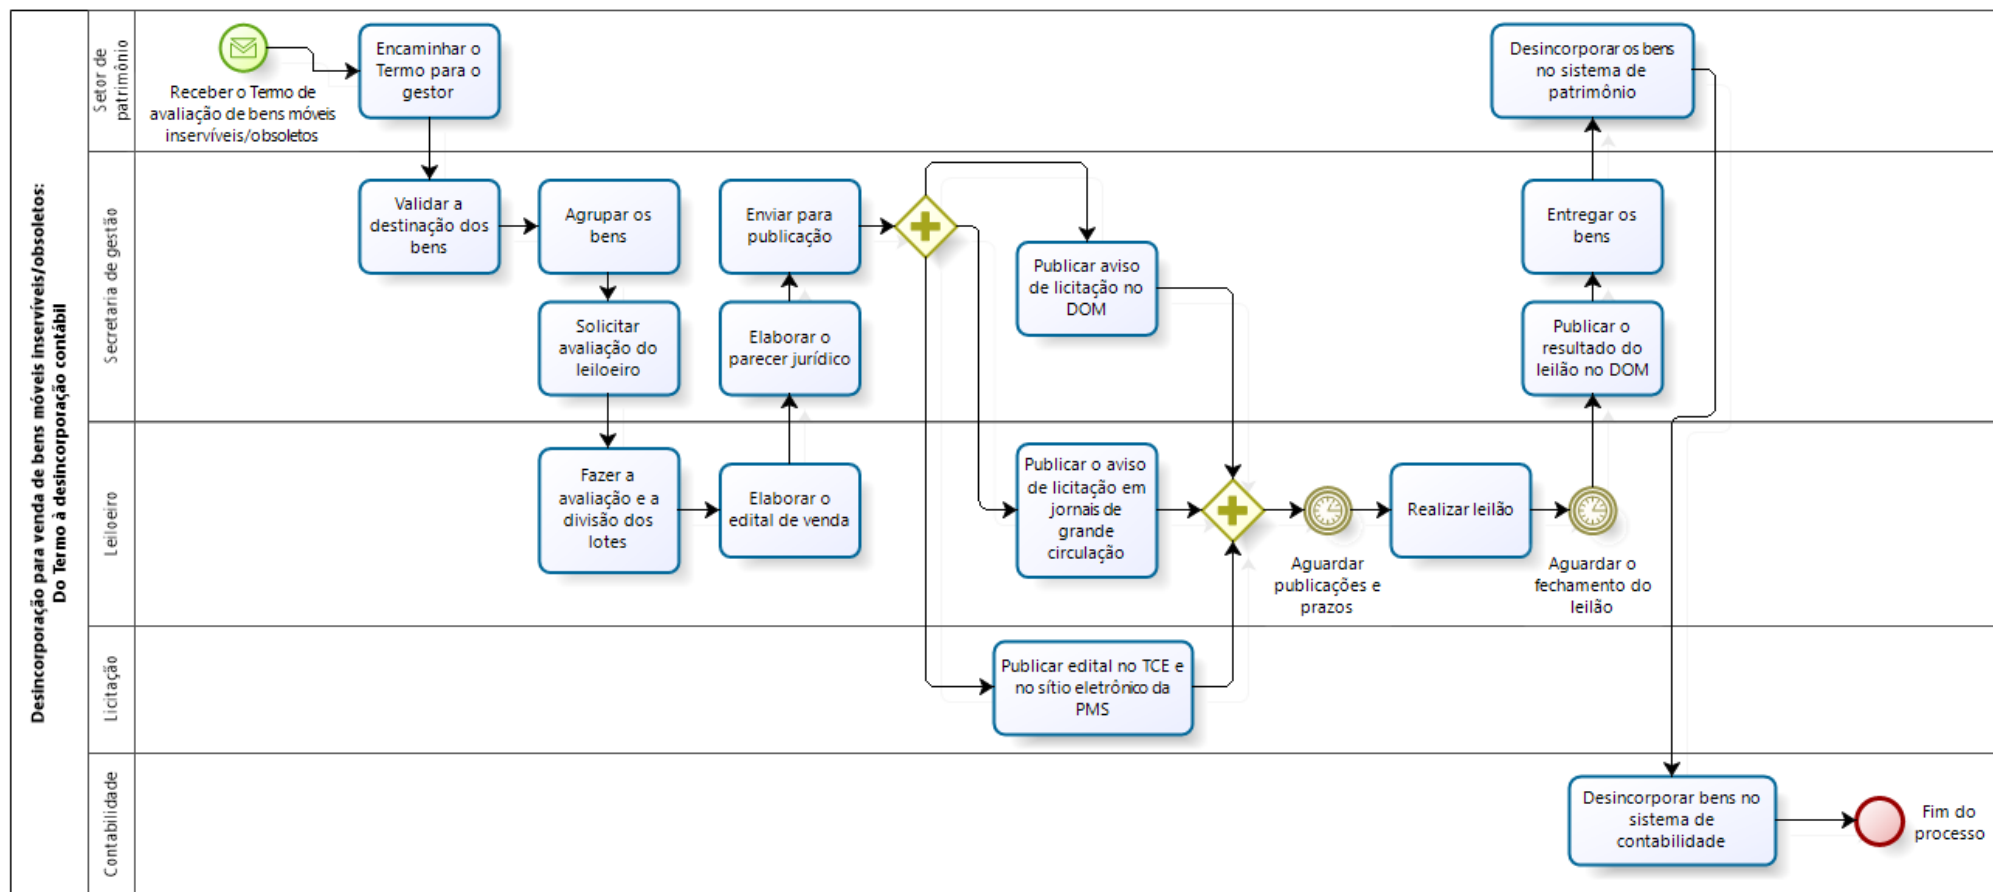 Desincorporação para venda de bens móveis inservíveis/obsoletos:
Do Termo à desincorporação contábil
Setor de
patrimônio
Receber o Termo de
avaliação de bens móveis
inservíveis/obsoletos
Encaminhar o
Termo para o
gestor
Desincorporar os bens
no sistema de
patrimônio
Secretaria de gestão
Validar a
destinação dos
bens
Agrupar os
bens
Solicitar
avaliação do
leiloeiro
Enviar para
publicação
Elaborar o
parecer jurídico
Publicar aviso
de licitação no
DOM
Entregar os
bens
Publicar o
resultado do
leilão no DOM
Leiloeiro
Fazer a
avaliação e a
divisão dos
lotes
Elaborar o
edital de venda
Publicar o aviso
de licitação em
jornais de
grande
circulação
Aguardar
publicações e
prazos
Realizar leilão
Aguardar o
fechamento do
leilão
Licitação
Publicar edital no TCE e
no sítio eletrônico da
PMS
Contabilidade
Desincorporar bens no
sistema de
contabilidade
Fim do
processo